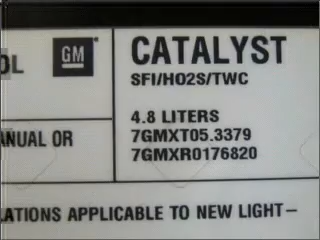 OL
GM
CATALYST
SFI/HO2S/TWC
4.8 LITERS
ANUAL OR
7GMXT05.3379
7GMXR0176820
LATIONS APPLICABLE TO NEW LIGHT–